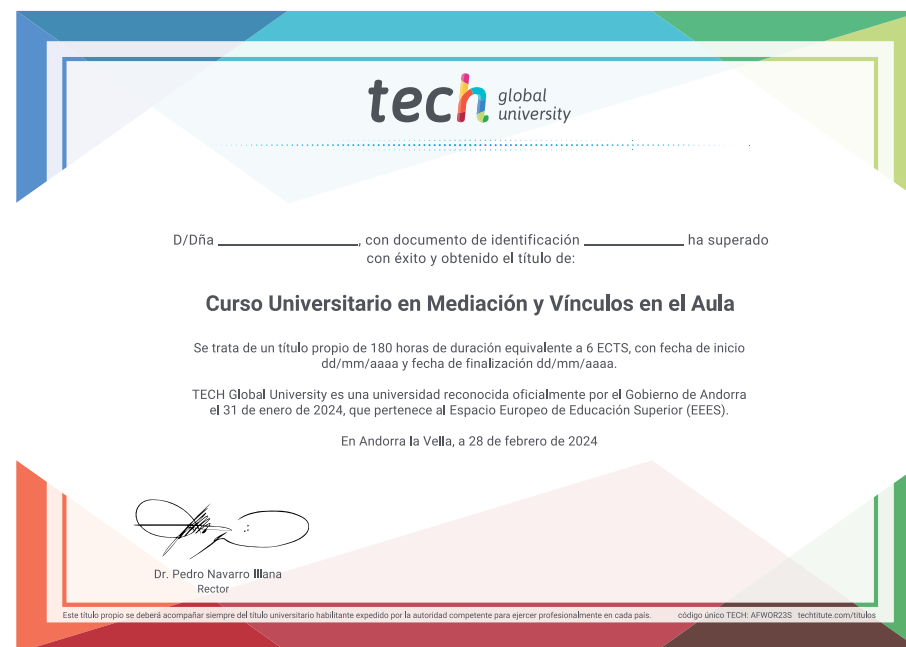 tech global university
D/Dña ____________________, con documento de identificación ______________ ha superado
con éxito y obtenido el título de:
Curso Universitario en Mediación y Vínculos en el Aula
Se trata de un título propio de 180 horas de duración equivalente a 6 ECTS, con fecha de inicio
dd/mm/aaaa y fecha de finalización dd/mm/aaaa.
TECH Global University es una universidad reconocida oficialmente por el Gobierno de Andorra
el 31 de enero de 2024, que pertenece al Espacio Europeo de Educación Superior (EEES).
En Andorra la Vella, a 28 de febrero de 2024
Dr. Pedro Navarro Illana
Rector
Este título propio se deberá acompañar siempre del título universitario habilitante expedido por la autoridad competente para ejercer profesionalmente en cada país. código único TECH: AFWOR23S techtitute.com/titulos